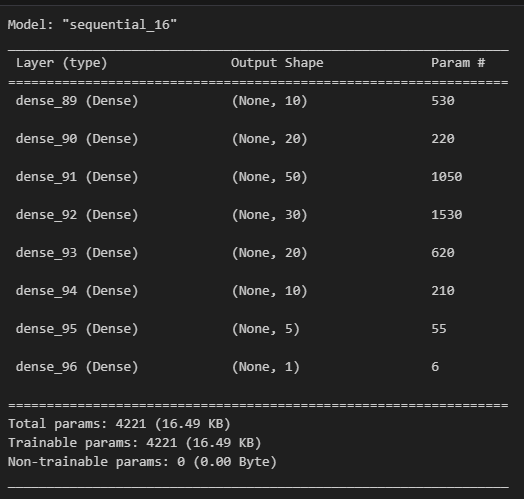 Model: "sequential_16"
Layer (type) Output Shape Param #
dense_89 (Dense) (None, 10) 530
dense_90 (Dense) (None, 20) 220
dense_91 (Dense) (None, 50) 1050
dense_92 (Dense) (None, 30) 1530
dense_93 (Dense) (None, 20) 620
dense_94 (Dense) (None, 10) 210
dense_95 (Dense) (None, 5) 55
dense_96 (Dense) (None, 1) 6
Total params: 4221 (16.49 KB)
Trainable params: 4221 (16.49 KB)
Non-trainable params: 0 (0.00 Byte)